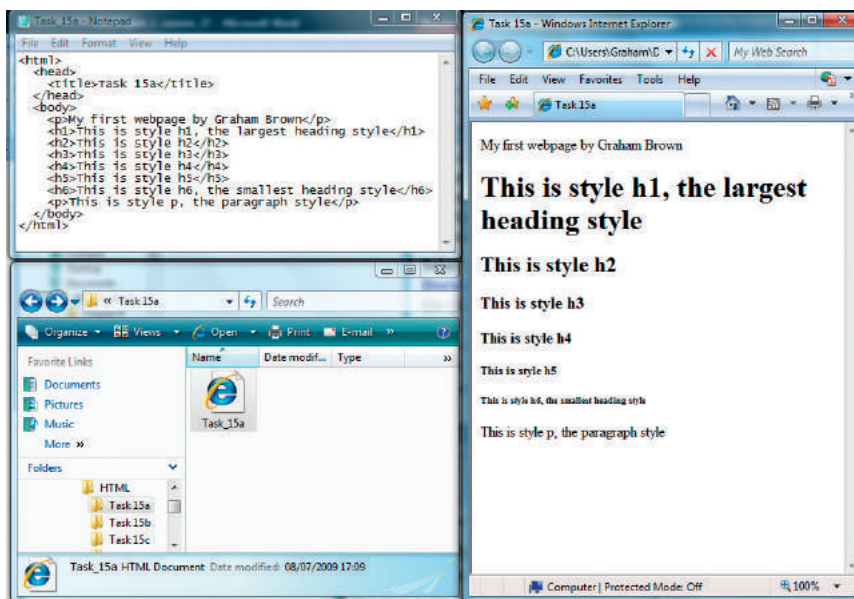 Task 15a - Notepad
File Edit Format View Help
<html>
<head>
<title>Task 15a</title>
</head>
<body>
<p>My first webpage by Graham Brown</p>
<h1>This is style h1, the largest heading style</h1>
<h2>This is style h2</h2>
<h3>This is style h3</h3>
<h4>This is style h4</h4>
<h5>This is style h5</h5>
<h6>This is style h6, the smallest heading style</h6>
<p>This is style p, the paragraph style</p>
</body>
</html>
« Task 15a
Search
Organize Views Open Print E-mail »
Favorite Links
Documents
Pictures
Music
More »
Folders
HTML
Task 15a
Task 15b
Task 15c
Name Date modif... Type »
Task_15a
Task_15a HTML Document Date modified: 08/07/2009 17:09
Task 15a - Windows Internet Explorer
C:\Users\Graham\D
My Web Search
File Edit View Favorites Tools Help
Task 15a
My first webpage by Graham Brown
This is style h1, the largest
heading style
This is style h2
This is style h3
This is style h4
This is style h5
This is style h6, the smallest heading style
This is style p, the paragraph style
Computer | Protected Mode: Off 100%